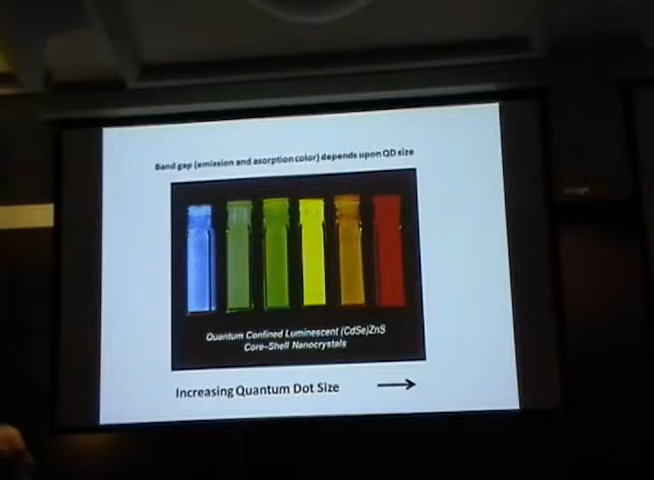 Band gap (emission and asorption color) depends upon QD size
Quantum Confined Luminescent (CdSe)ZnS
Core-Shell Nanocrystals
Increasing Quantum Dot Size